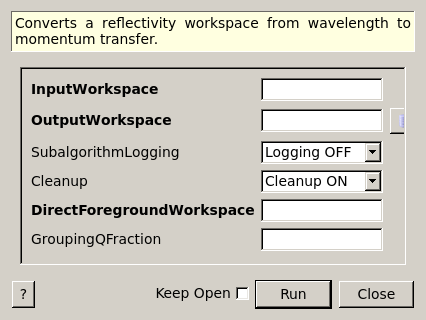 Converts a reflectivity workspace from wavelength to
momentum transfer.
InputWorkspace
OutputWorkspace
SubalgorithmLogging Logging OFF
Cleanup Cleanup ON
DirectForegroundWorkspace
GroupingQFraction
? Keep Open Run Close